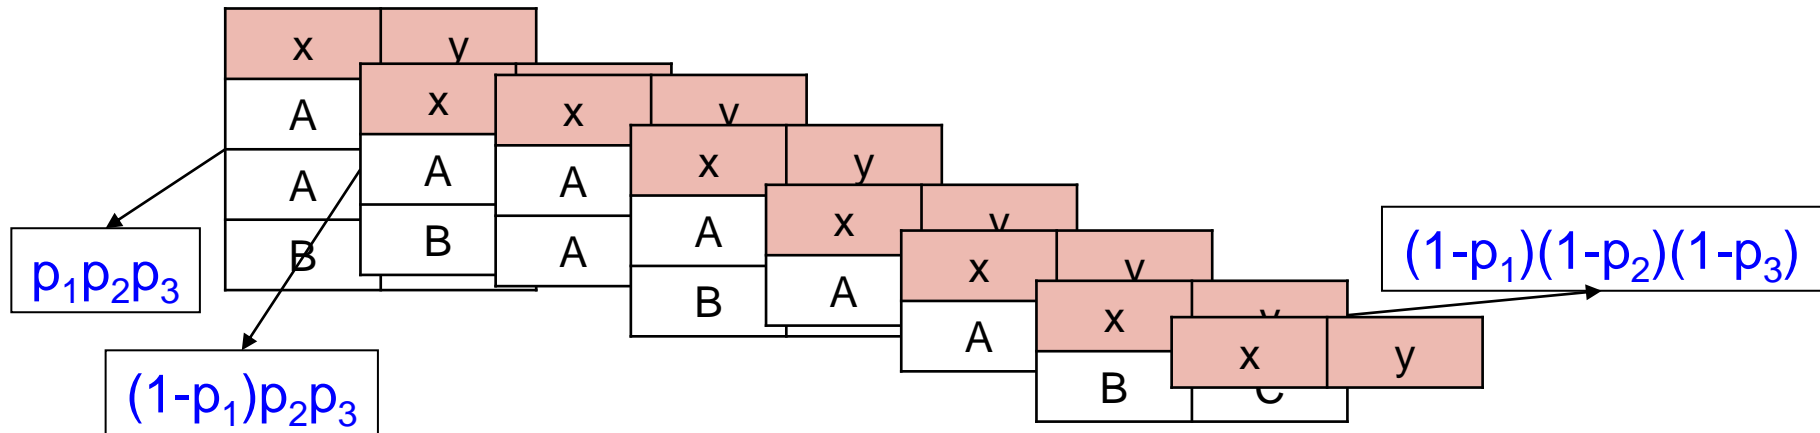 x y
A
A
B
x
A
B
x y
A
A
x y
A
B
x y
A
x y
A
x y
B C
x y
p₁p₂p₃
(1-p₁)p₂p₃
(1-p₁)(1-p₂)(1-p₃)